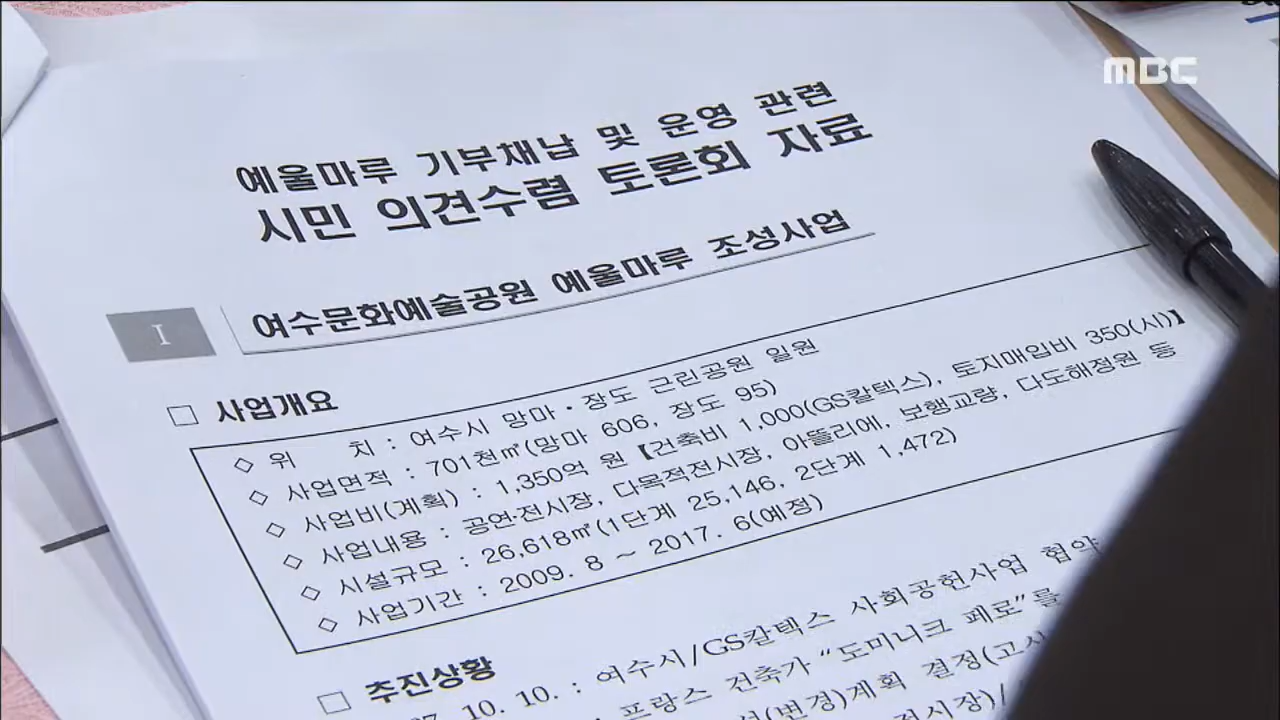 MBC
예울마루 기부채납 및 운영 관련
시민 의견수렴 토론회 자료
I 여수문화예술공원 예울마루 조성사업
□ 사업개요
◇ 위 치 : 여수시 망마·장도 근린공원 일원
◇ 사업면적 : 701천㎡(망마 606, 장도 95)
◇ 사업비(계획) : 1,350억 원【건축비 1,000(GS칼텍스), 토지매입비 350(시)】
◇ 사업내용 : 공연·전시장, 다목적전시장, 아뜰리에, 보행교량, 다도해정원 등
◇ 시설규모 : 26,618㎡(1단계 25,146, 2단계 1,472)
◇ 사업기간 : 2009. 8 ~ 2017. 6(예정)
□ 추진상황
10. 10. : 여수시/GS칼텍스 사회공헌사업 협약
프랑스 건축가 "도미니크 페로"를
(변경)계획 결정